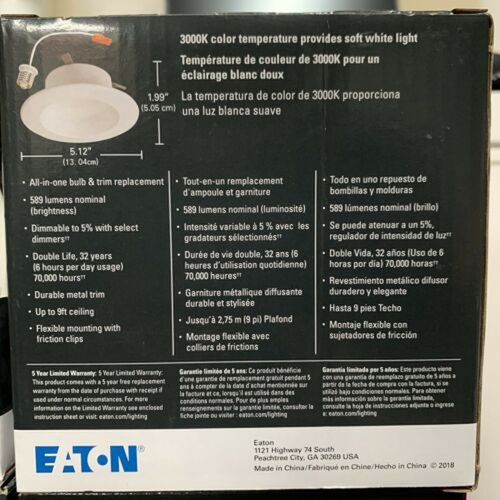 3000K color temperature provides soft white light
Température de couleur de 3000K pour un
éclairage blanc doux
La temperatura de color de 3000K proporciona
una luz blanca suave
1.99"
(5.05 cm)
5.12"
(13.04cm)
• All-in-one bulb & trim replacement
• 589 lumens nominal
(brightness)
• Dimmable to 5% with select
dimmers††
• Double Life, 32 years
(6 hours per day usage)
70,000 hours††
• Durable metal trim
• Up to 9ft ceiling
• Flexible mounting with
friction clips
• Tout-en-un remplacement
d'ampoule et garniture
• 589 lumens nominal (luminosité)
• Intensité variable à 5 % avec les
gradateurs sélectionnés††
• Durée de vie double, 32 ans (6
heures d'utilisation quotidienne)
70,000 heures††
• Garniture métallique diffusante
durable et stylisée
• Jusqu'à 2,75 m (9 pi) Plafond
• Montage flexible avec
colliers de frictions
• Todo en uno repuesto de
bombillas y molduras
• 589 lúmenes nominal (brillo)
• Se puede atenuar a un 5%,
regulador de intensidad de luz††
• Doble Vida, 32 años (Uso de 6
horas por día) 70,000 horas††
• Revestimiento metálico difusor
duradero y elegante
• Hasta 9 pies Techo
• Montaje flexible con
sujetadores de fricción
5 Year Limited Warranty: 5 Year Limited Warranty:
This product comes with a 5 year free replacement
warranty from the date of purchase with receipt if
used under normal circumstances. For more
information on the Limited Warranty see enclosed
instruction sheet or visit: eaton.com/lighting
Garantie limitée de 5 ans: Ce produit bénéficie
d'une garantie de remplacement gratuit pendant 5
ans à compter de la date d'achat mentionnée sur
la facture et ce, lorsqu'il est utilisé dans des
conditions normales. Pour de plus amples
renseignements sur la garantie limitée, consulter la
fiche jointe ou visiter : eaton.com/lighting
Garantía limitada por 5 años: Este producto viene
con una garantía de reemplazo gratuito de 5 años a
partir de la fecha de compra con la factura, si se
utiliza bajo condiciones normales. Para obtener
más información sobre la garantía limitada,
consulte la hoja de instrucciones adjunta o ingrese
a: eaton.com/lighting
EATON
Eaton
1121 Highway 74 South
Peachtree City, GA 30269 USA
Made in China/Fabriqué en Chine/Hecho in China © 2018